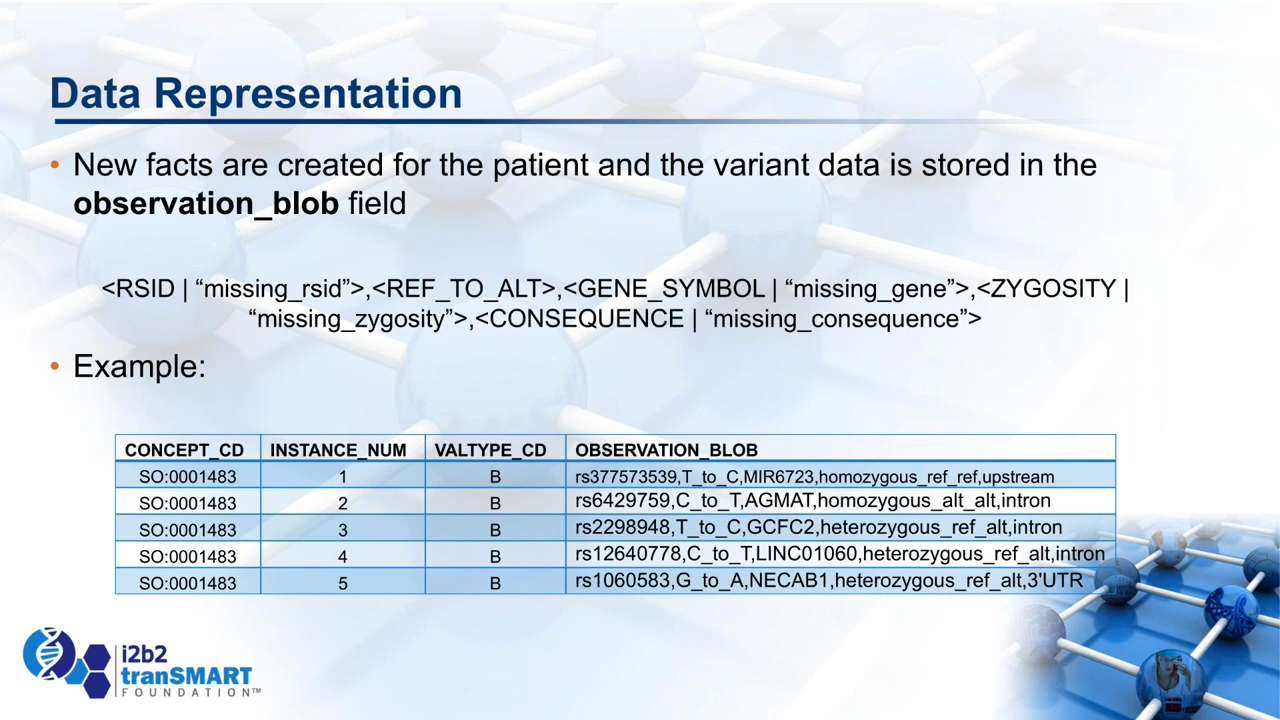 Data Representation
• New facts are created for the patient and the variant data is stored in the
observation_blob field
<RSID | “missing_rsid”>,<REF_TO_ALT>,<GENE_SYMBOL | “missing_gene”>,<ZYGOSITY |
“missing_zygosity”>,<CONSEQUENCE | “missing_consequence”>
• Example:
CONCEPT_CD INSTANCE_NUM VALTYPE_CD OBSERVATION_BLOB
SO:0001483 1 B rs377573539,T_to_C,MIR6723,homozygous_ref_ref,upstream
SO:0001483 2 B rs6429759,C_to_T,AGMAT,homozygous_alt_alt,intron
SO:0001483 3 B rs2298948,T_to_C,GCFC2,heterozygous_ref_alt,intron
SO:0001483 4 B rs12640778,C_to_T,LINC01060,heterozygous_ref_alt,intron
SO:0001483 5 B rs1060583,G_to_A,NECAB1,heterozygous_ref_alt,3'UTR
i2b2
tranSMART
FOUNDATION™